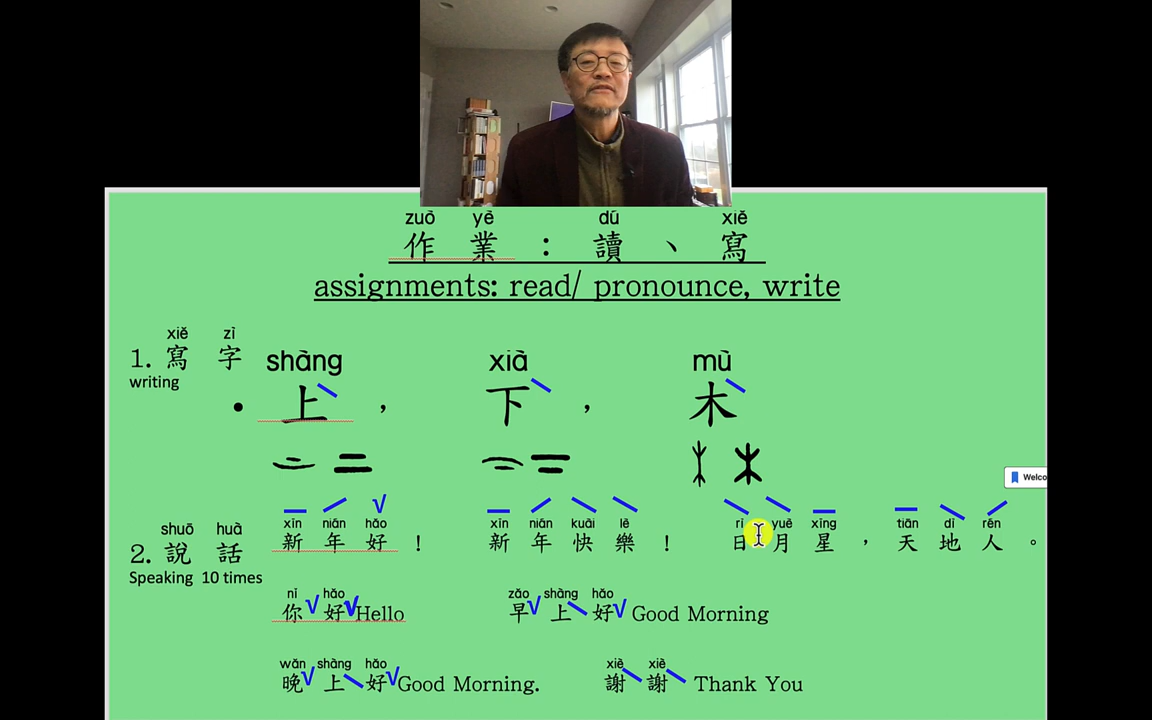 zuò yè dú xiě
作 業 : 讀 、 寫
assignments: read/ pronounce, write
xiě zì
1. 寫 字
writing
shàng xià mù
• 上 , 下 , 木
shuō huà
2. 說 話
Speaking 10 times
xīn nián hǎo xīn nián kuài lè rì yuè xīng tiān dì rén
新 年 好 ! 新 年 快 樂 ! 日 月 星 , 天 地 人 。
nǐ hǎo zǎo shàng hǎo
你 好 Hello 早 上 好 Good Morning
wǎn shàng hǎo xiè xiè
晚 上 好 Good Morning. 謝 謝 Thank You
Welco